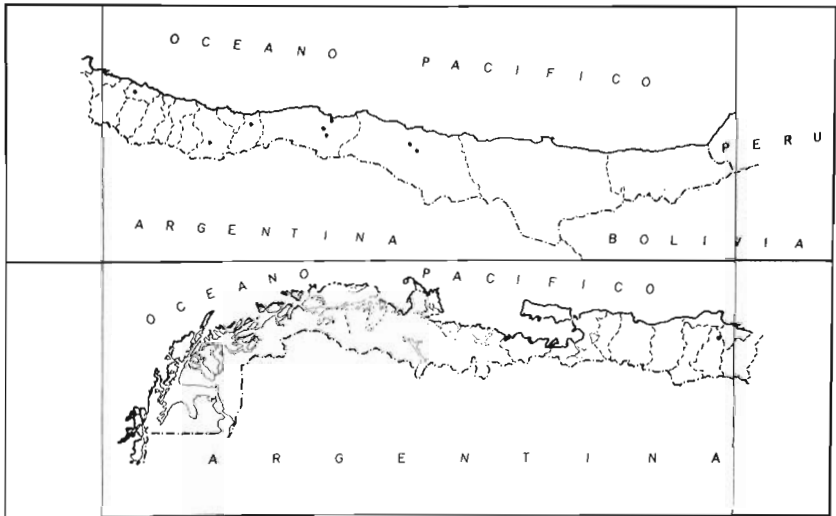 OCEANO PACIFICO
PERU
ARGENTINA BOLIVIA
OCEANO PACIFICO
ARGENTINA